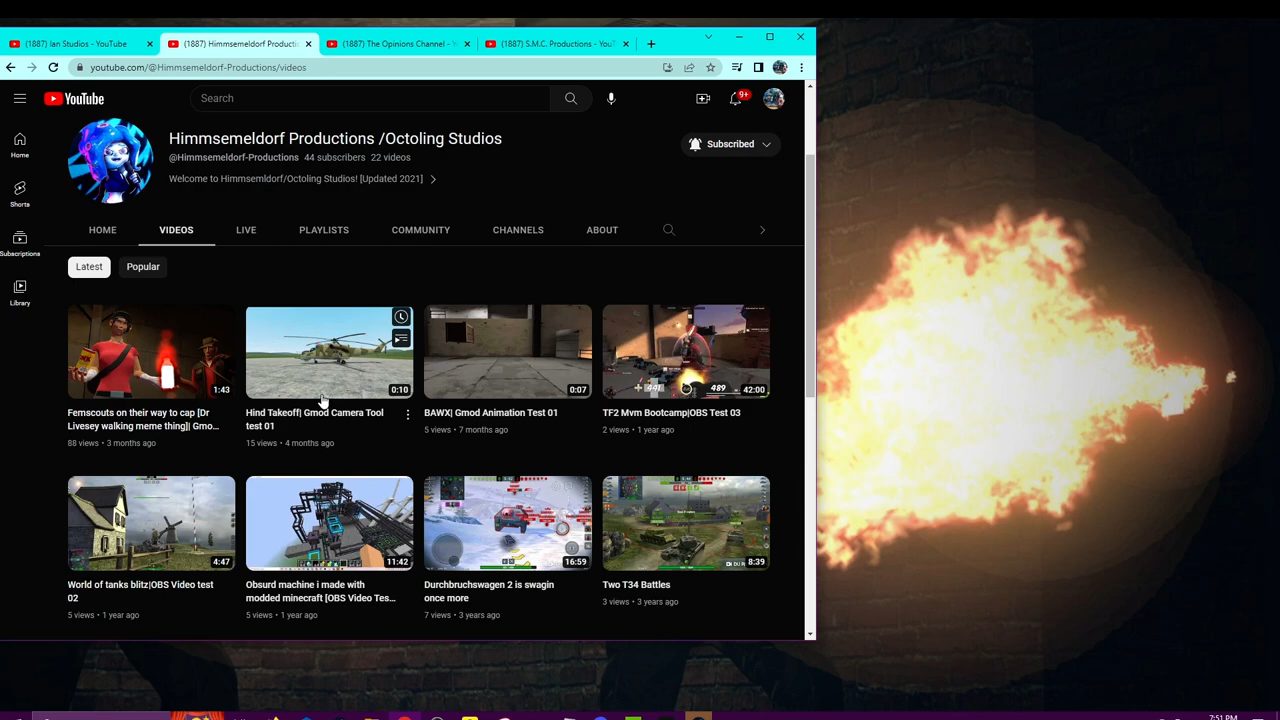 (1887) Ian Studios - YouTube
(1887) Himmsemeldorf Producti
(1887) The Opinions Channel - Y
(1887) S.M.C. Productions - YouT
youtube.com/@Himmsemeldorf-Productions/videos
YouTube
Search
9+
Home
Shorts
Subscriptions
Library
Himmsemeldorf Productions /Octoling Studios
@Himmsemeldorf-Productions 44 subscribers 22 videos
Welcome to Himmsemldorf/Octoling Studios! [Updated 2021]
Subscribed
HOME VIDEOS LIVE PLAYLISTS COMMUNITY CHANNELS ABOUT
Latest Popular
1:43
Femscouts on their way to cap [Dr
Livesey walking meme thing]| Gmo...
88 views • 3 months ago
0:10
Hind Takeoff| Gmod Camera Tool
test 01
15 views • 4 months ago
0:07
BAWX| Gmod Animation Test 01
5 views • 7 months ago
441 489
42:00
TF2 Mvm Bootcamp|OBS Test 03
2 views • 1 year ago
4:47
World of tanks blitz|OBS Video test
02
5 views • 1 year ago
11:42
Obsurd machine i made with
modded minecraft [OBS Video Tes...
5 views • 1 year ago
16:59
Durchbruchswagen 2 is swagin
once more
7 views • 3 years ago
8:39
Two T34 Battles
3 views • 3 years ago
7:51 PM